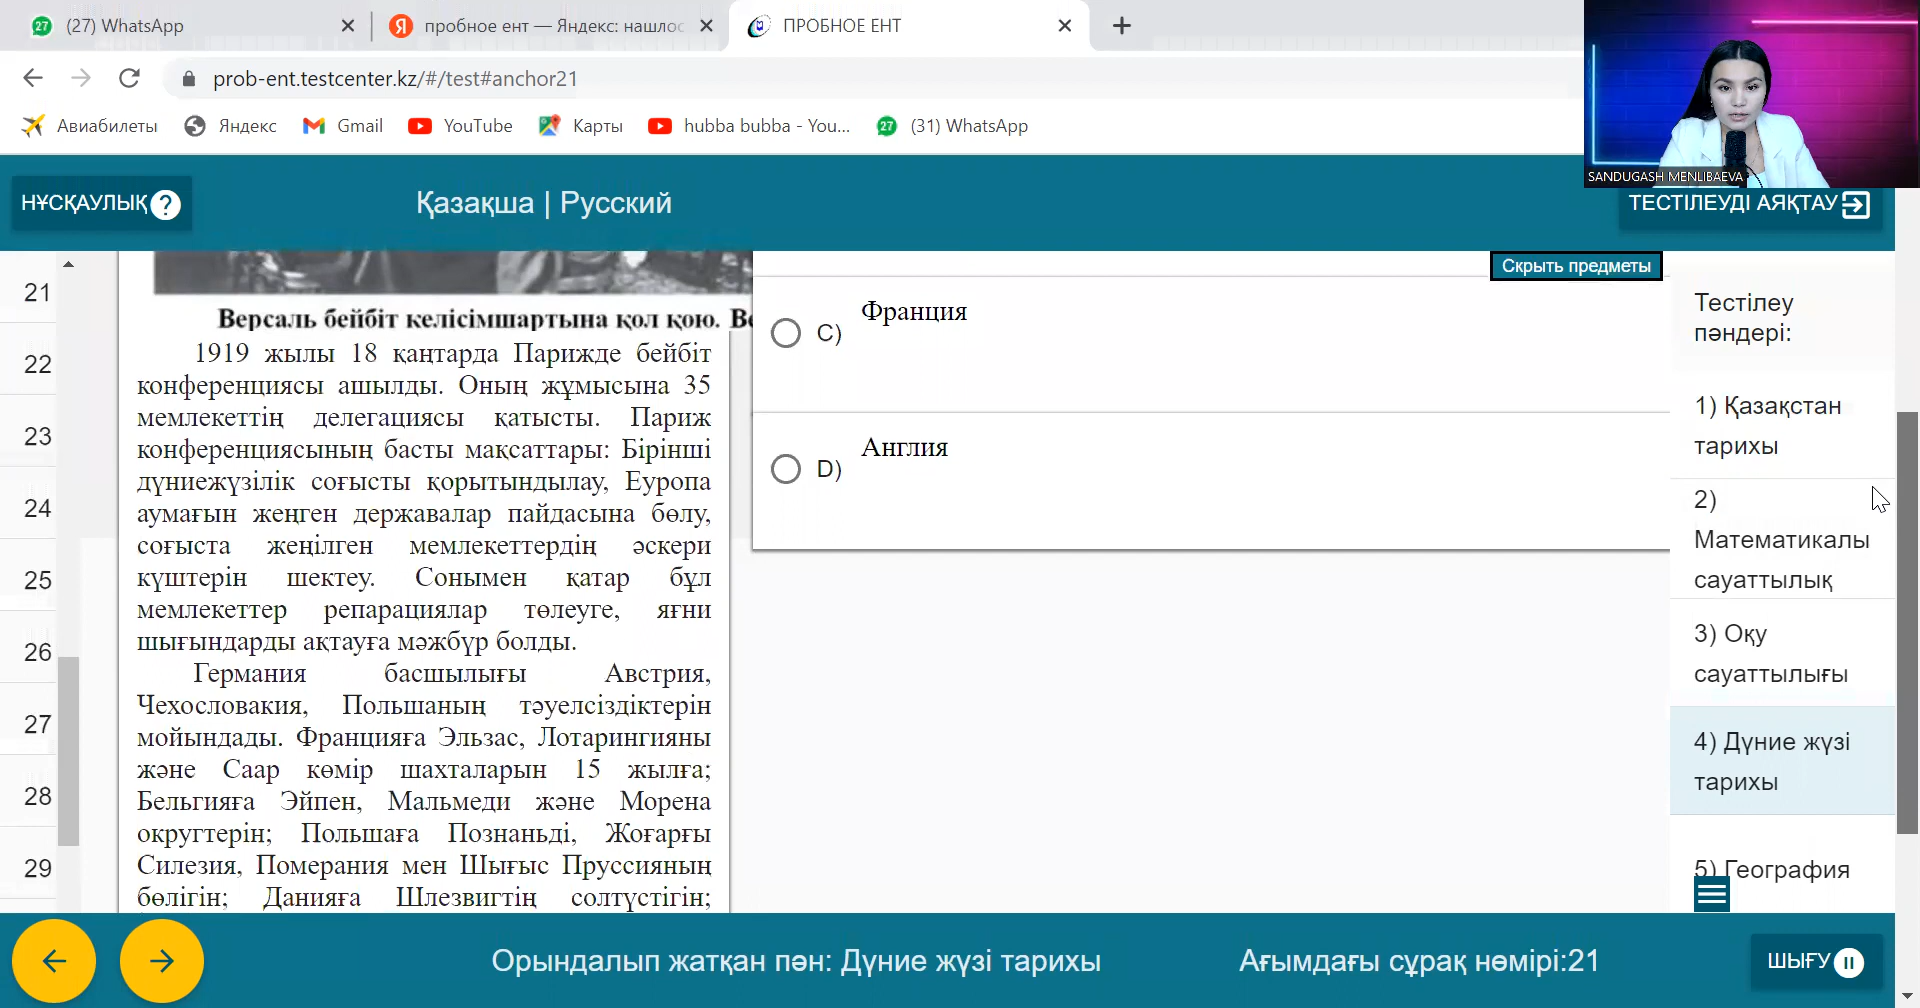 27
(27) WhatsApp
Я
пробное ент — Яндекс: нашлос
ПРОБНОЕ ЕНТ
prob-ent.testcenter.kz/#/test#anchor21
Авиабилеты
Яндекс
Gmail
YouTube
Карты
hubba bubba - You...
27
(31) WhatsApp
SANDUGASH MENLIBAEVA
НҰСҚАУЛЫҚ ?
Қазақша | Русский
ТЕСТІЛЕУДІ АЯҚТАУ
21
22
23
24
25
26
27
28
29
Версаль бейбіт келісімшартына қол қою. Ве
1919 жылы 18 қаңтарда Парижде бейбіт
конференциясы ашылды. Оның жұмысына 35
мемлекеттің делегациясы қатысты. Париж
конференциясының басты мақсаттары: Бірінші
дүниежүзілік соғысты қорытындылау, Еуропа
аумағын жеңген державалар пайдасына бөлу,
соғыста жеңілген мемлекеттердің әскери
күштерін шектеу. Сонымен қатар бұл
мемлекеттер репарациялар төлеуге, яғни
шығындарды ақтауға мәжбүр болды.
Германия басшылығы Австрия,
Чехословакия, Польшаның тәуелсіздіктерін
мойындады. Францияға Эльзас, Лотарингияны
және Саар көмір шахталарын 15 жылға;
Бельгияға Эйпен, Мальмеди және Морена
округтерін; Польшаға Познаньді, Жоғарғы
Силезия, Померания мен Шығыс Пруссияның
бөлігін; Данияға Шлезвигтің солтүстігін;
C) Франция
D) Англия
Скрыть предметы
Тестілеу
пәндері:
1) Қазақстан
тарихы
2)
Математикалы
сауаттылық
3) Оқу
сауаттылығы
4) Дүние жүзі
тарихы
5) География
Орындалып жатқан пән: Дүние жүзі тарихы
Ағымдағы сұрақ нөмірі:21
ШЫҒУ